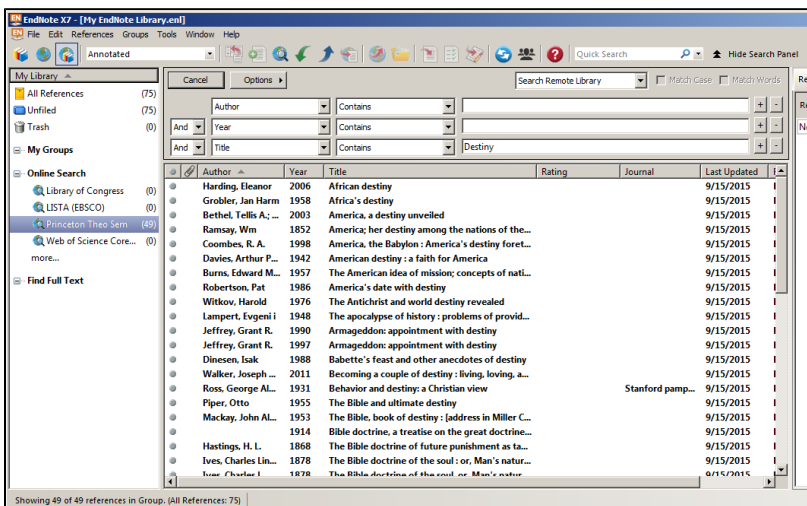 EndNote X7 - [My EndNote Library.enl]
File Edit References Groups Tools Window Help
Annotated Quick Search Hide Search Panel
My Library
All References (75)
Unfiled (75)
Trash (0)
My Groups
Online Search
Library of Congress (0)
LISTA (EBSCO) (0)
Princeton Theo Sem (49)
Web of Science Core... (0)
more...
Find Full Text
Cancel Options Search Remote Library Match Case Match Words
Author Contains + -
And Year Contains + -
And Title Contains Destiny + -
Author Year Title Rating Journal Last Updated
Harding, Eleanor 2006 African destiny 9/15/2015
Grobler, Jan Harm 1958 Africa's destiny 9/15/2015
Bethel, Tellis A.; ... 2003 America, a destiny unveiled 9/15/2015
Ramsay, Wm 1852 America; her destiny among the nations of the... 9/15/2015
Coombes, R. A. 1998 America, the Babylon : America's destiny foret... 9/15/2015
Davies, Arthur P... 1942 American destiny : a faith for America 9/15/2015
Burns, Edward M... 1957 The American idea of mission; concepts of nati... 9/15/2015
Robertson, Pat 1986 America's date with destiny 9/15/2015
Witkov, Harold 1976 The Antichrist and world destiny revealed 9/15/2015
Lampert, Evgeni i 1948 The apocalypse of history : problems of provid... 9/15/2015
Jeffrey, Grant R. 1990 Armageddon: appointment with destiny 9/15/2015
Jeffrey, Grant R. 1997 Armageddon: appointment with destiny 9/15/2015
Dinesen, Isak 1988 Babette's feast and other anecdotes of destiny 9/15/2015
Walker, Joseph ... 2011 Becoming a couple of destiny : living, loving, a... 9/15/2015
Ross, George Al... 1931 Behavior and destiny: a Christian view Stanford pamp... 9/15/2015
Piper, Otto 1955 The Bible and ultimate destiny 9/15/2015
Mackay, John Al... 1953 The Bible, book of destiny : [address in Miller C... 9/15/2015
1914 Bible doctrine, a treatise on the great doctrine... 9/15/2015
Hastings, H. L. 1868 The Bible doctrine of future punishment as ta... 9/15/2015
Ives, Charles Lin... 1878 The Bible doctrine of the soul : or, Man's natur... 9/15/2015
Ives, Charles L 1878 The Bible doctrine of the soul, or, Man's natur 9/15/2015
Showing 49 of 49 references in Group. (All References: 75)